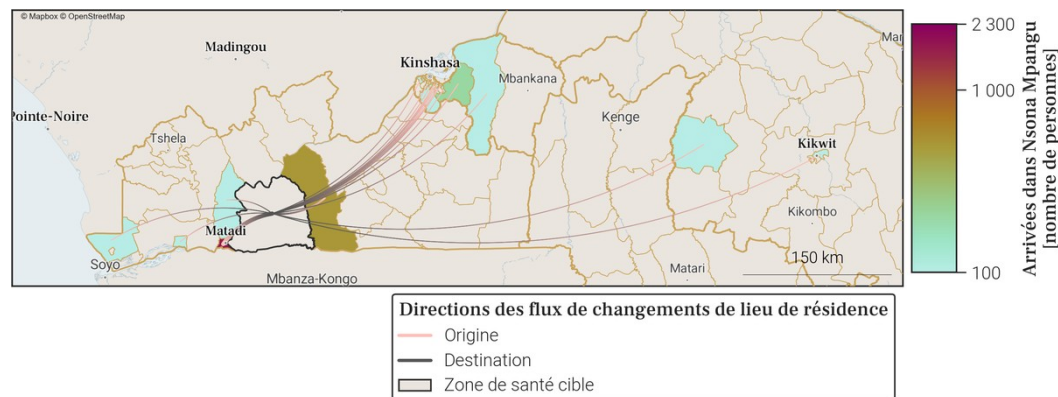 © Mapbox © OpenStreetMap
Madingou
Kinshasa
Mbankana
Pointe-Noire
Tshela
Kenge
Kikwit
Kikombo
Matadi
Soyo
Mbanza-Kongo
Matari
150 km
2 300
1 000
100
Arrivées dans Nsona Mpangu
[nombre de personnes]
Directions des flux de changements de lieu de résidence
Origine
Destination
Zone de santé cible